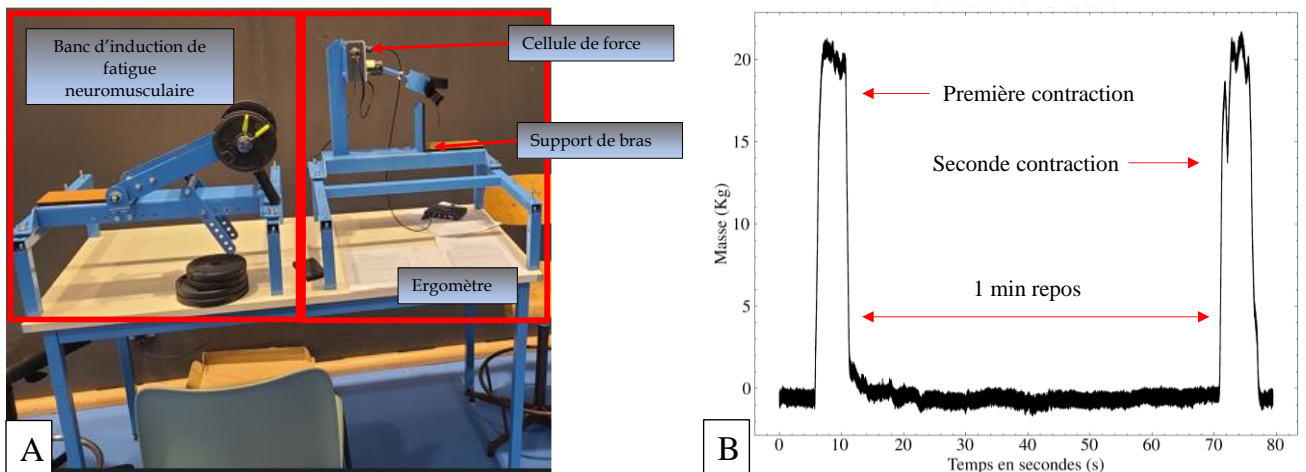 Banc d'induction de
fatigue
neuromusculaire
Cellule de force
Support de bras
Ergomètre
A
20
15
10
5
0
Masse (Kg)
Première contraction
Seconde contraction
1 min repos
0
10
20
30
40
50
60
70
80
Temps en secondes (s)
B